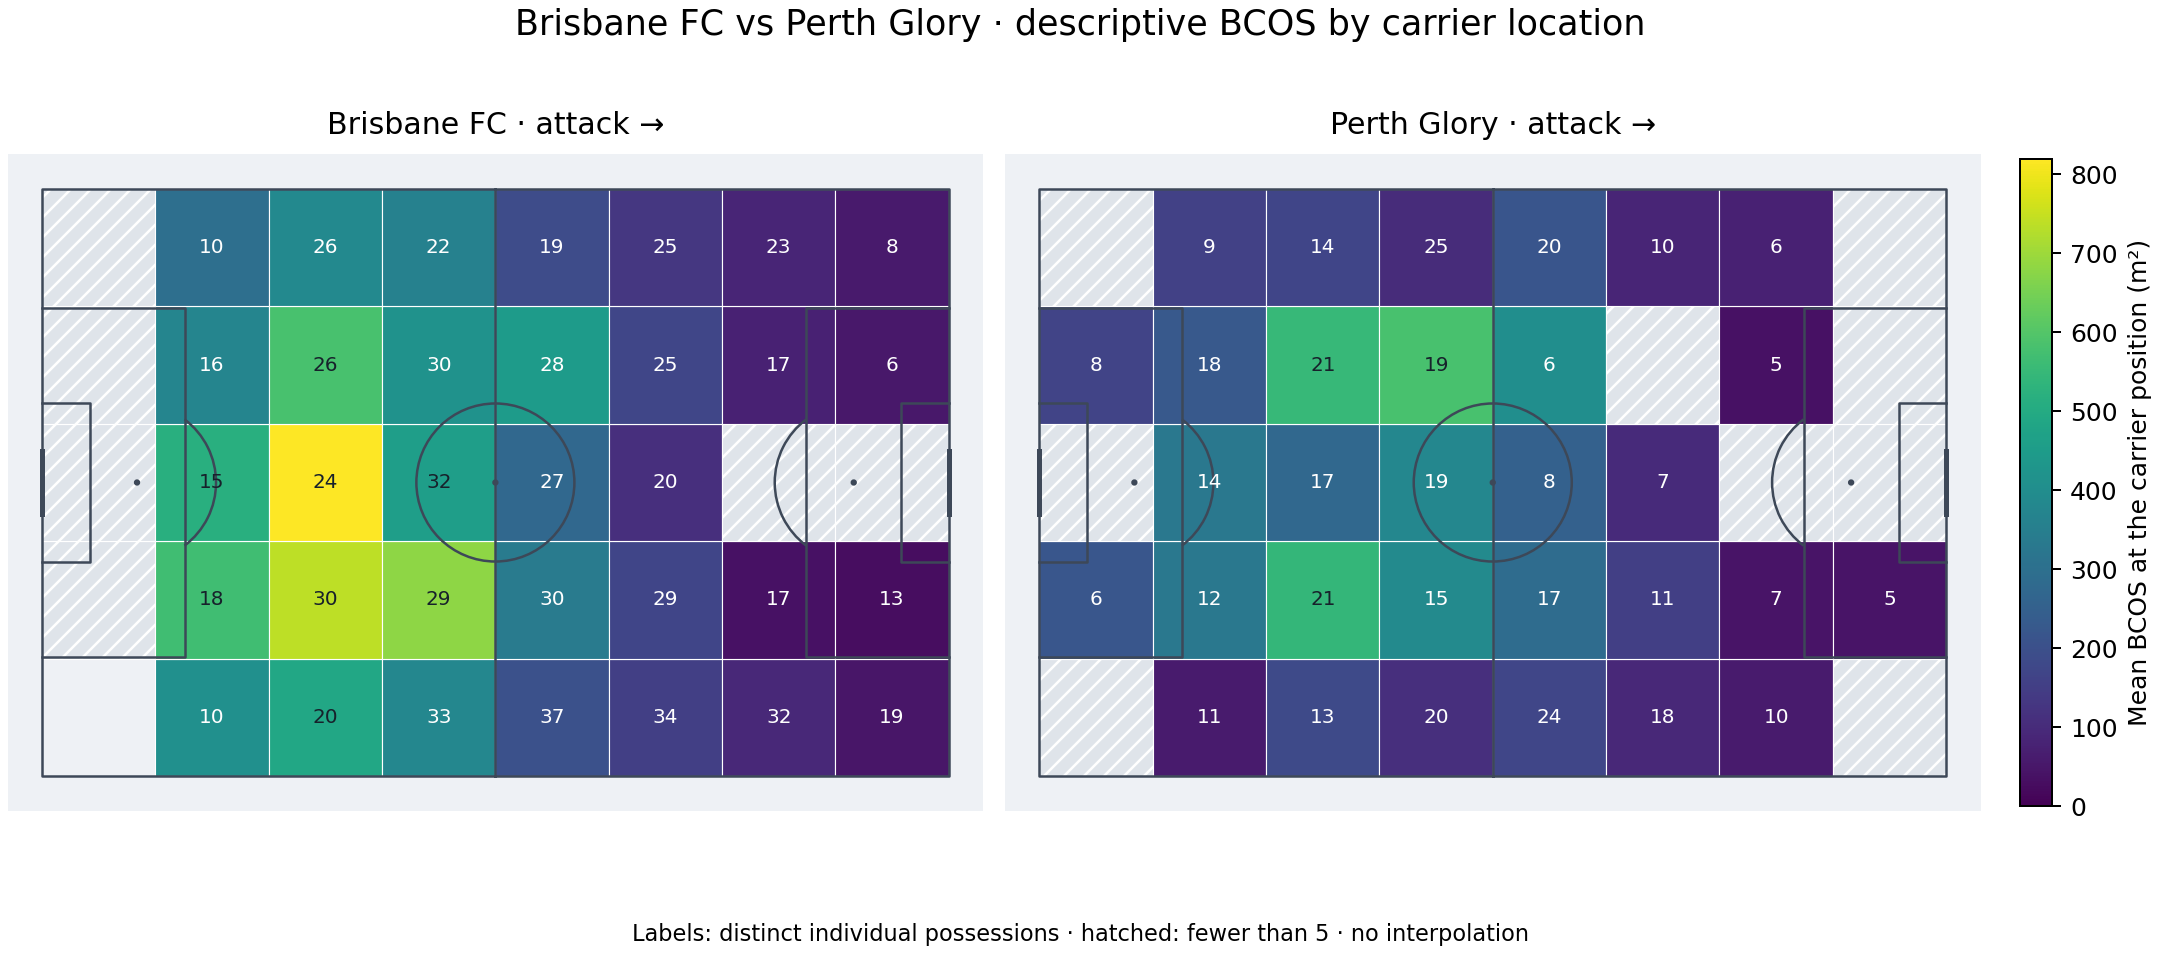 Brisbane FC vs Perth Glory · descriptive BCOS by carrier location
Brisbane FC · attack →
10 26 22 19 25 23 8
16 26 30 28 25 17 6
15 24 32 27 20
18 30 29 30 29 17 13
10 20 33 37 34 32 19
Perth Glory · attack →
9 14 25 20 10 6
8 18 21 19 6 5
14 17 19 8 7
6 12 21 15 17 11 7 5
11 13 20 24 18 10
800
700
600
500
400
300
200
100
0
Mean BCOS at the carrier position (m²)
Labels: distinct individual possessions · hatched: fewer than 5 · no interpolation